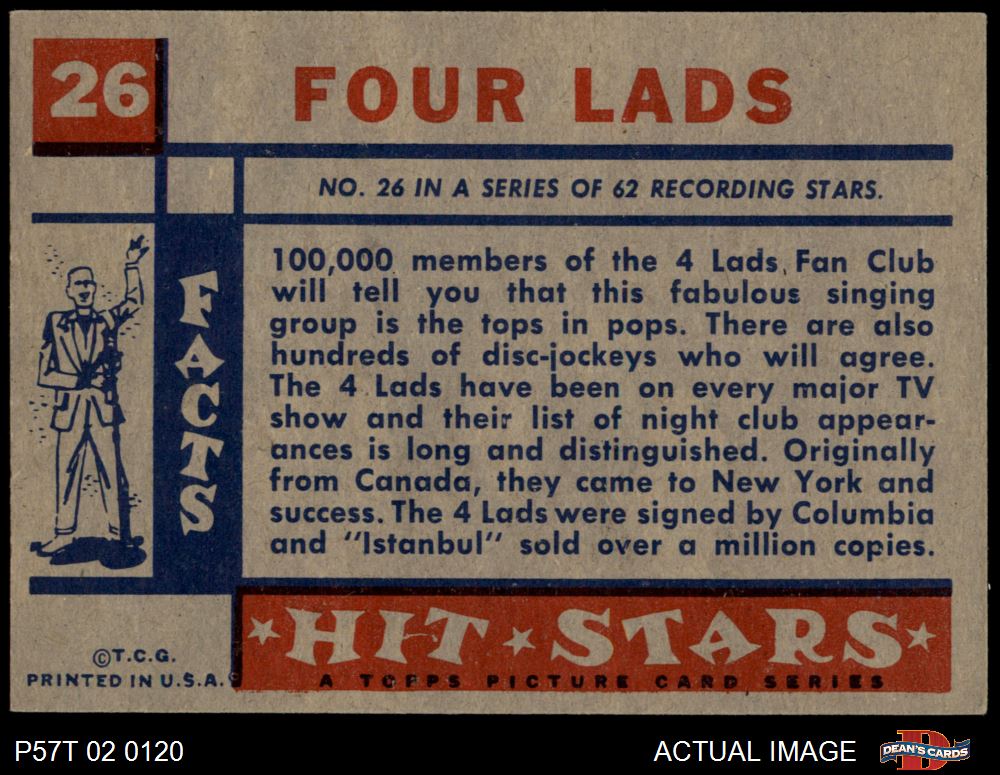 26
FOUR LADS
NO. 26 IN A SERIES OF 62 RECORDING STARS.
FACTS
100,000 members of the 4 Lads Fan Club
will tell you that this fabulous singing
group is the tops in pops. There are also
hundreds of disc-jockeys who will agree.
The 4 Lads have been on every major TV
show and their list of night club appear-
ances is long and distinguished. Originally
from Canada, they came to New York and
success. The 4 Lads were signed by Columbia
and "Istanbul" sold over a million copies.
HIT STARS
A TOPPS PICTURE CARD SERIES
©T.C.G.
PRINTED IN U.S.A.
P57T 02 0120
ACTUAL IMAGE
DEAN'S CARDS